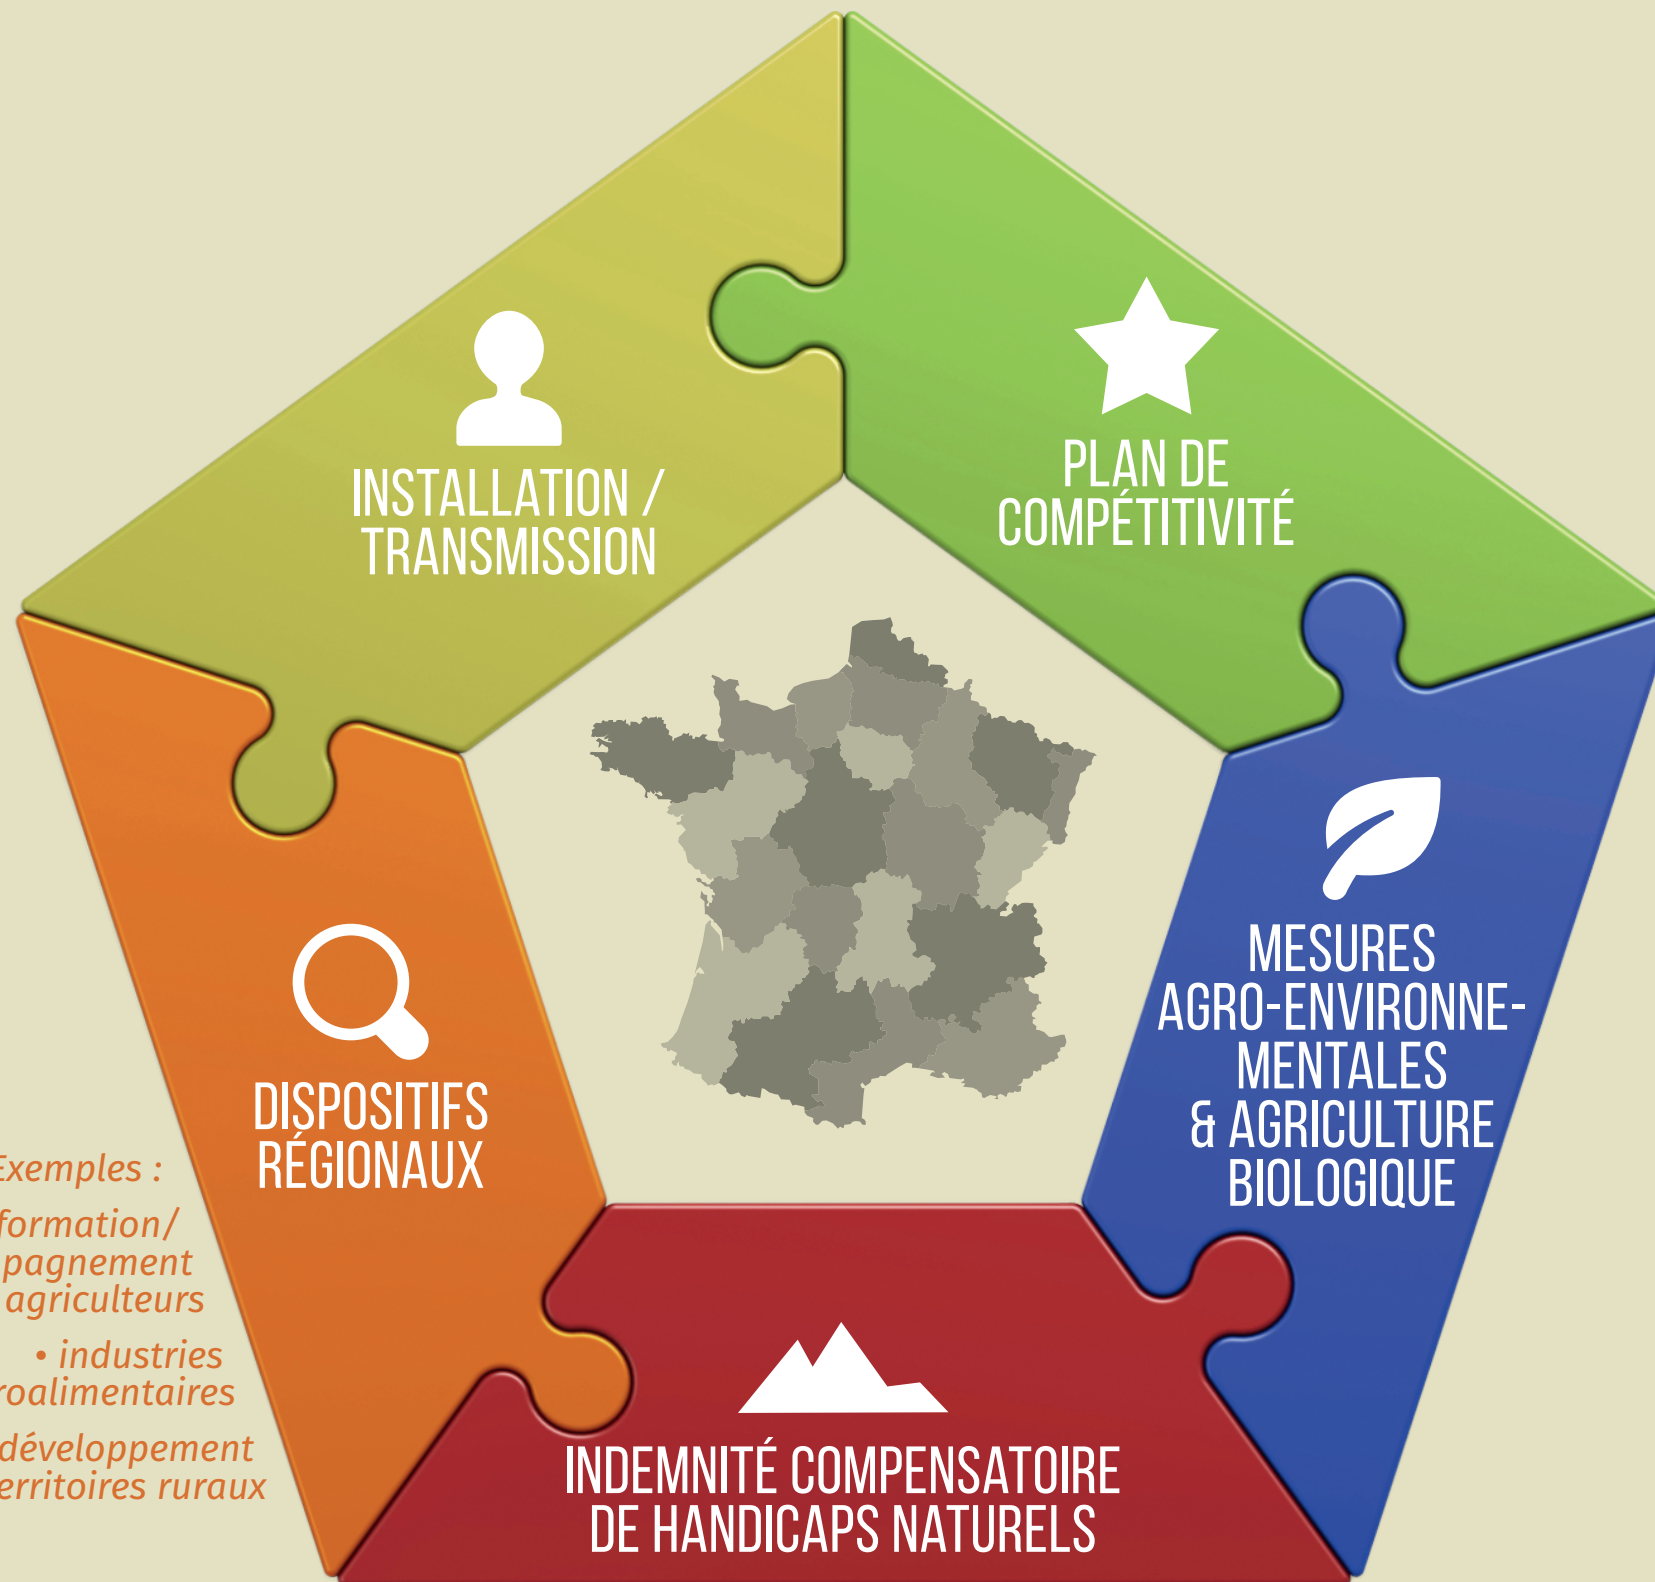 INSTALLATION /
TRANSMISSION
PLAN DE
COMPÉTITIVITÉ
MESURES
AGRO-ENVIRONNE-
MENTALES
& AGRICULTURE
BIOLOGIQUE
DISPOSITIFS
RÉGIONAUX
Exemples :
formation/
pagnement
agriculteurs
• industries
roalimentaires
développement
erritoires ruraux
INDEMNITÉ COMPENSATOIRE
DE HANDICAPS NATURELS